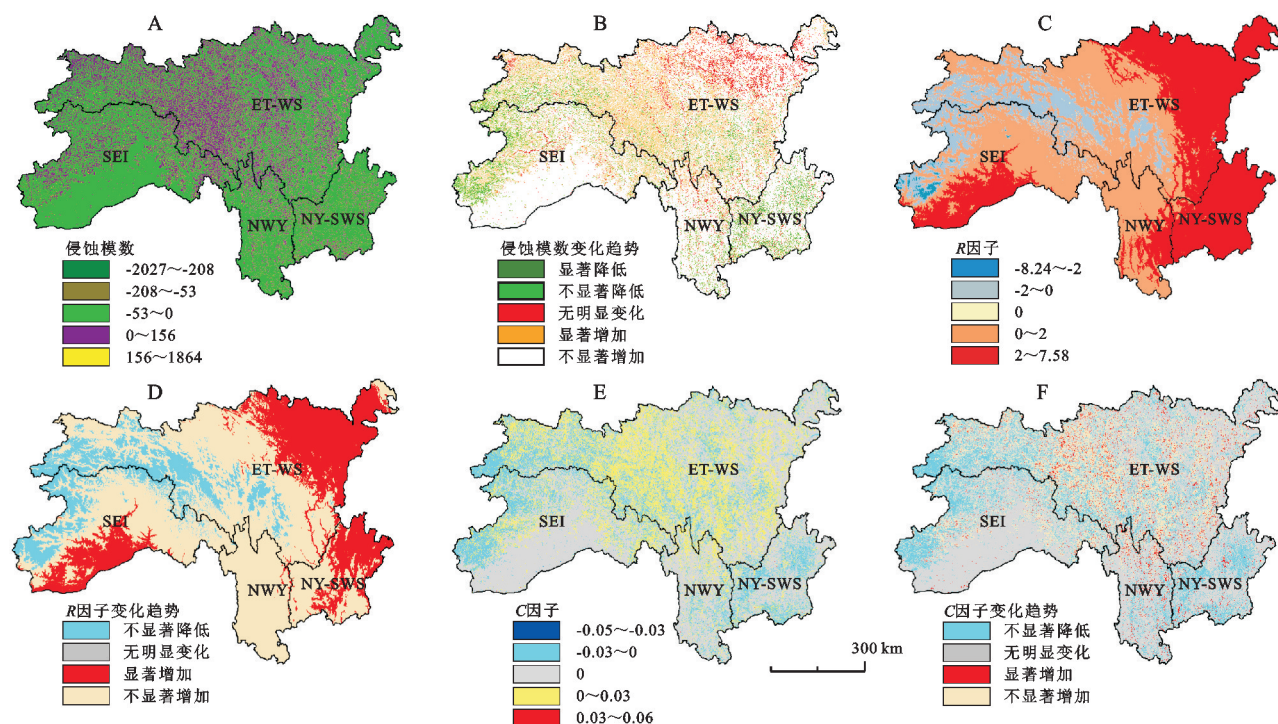 A
ET-WS
SEI
NWY
NY-SWS
侵蚀模数
-2027～-208
-208～-53
-53～0
0～156
156～1864
B
ET-WS
SEI
NWY
NY-SWS
侵蚀模数变化趋势
显著降低
不显著降低
无明显变化
显著增加
不显著增加
C
ET-WS
SEI
NWY
NY-SWS
R因子
-8.24～-2
-2～0
0
0～2
2～7.58
D
ET-WS
SEI
NWY
NY-SWS
R因子变化趋势
不显著降低
无明显变化
显著增加
不显著增加
E
ET-WS
SEI
NWY
NY-SWS
C因子
-0.05～-0.03
-0.03～0
0
0～0.03
0.03～0.06
300 km
F
ET-WS
SEI
NWY
NY-SWS
C因子变化趋势
不显著降低
无明显变化
显著增加
不显著增加